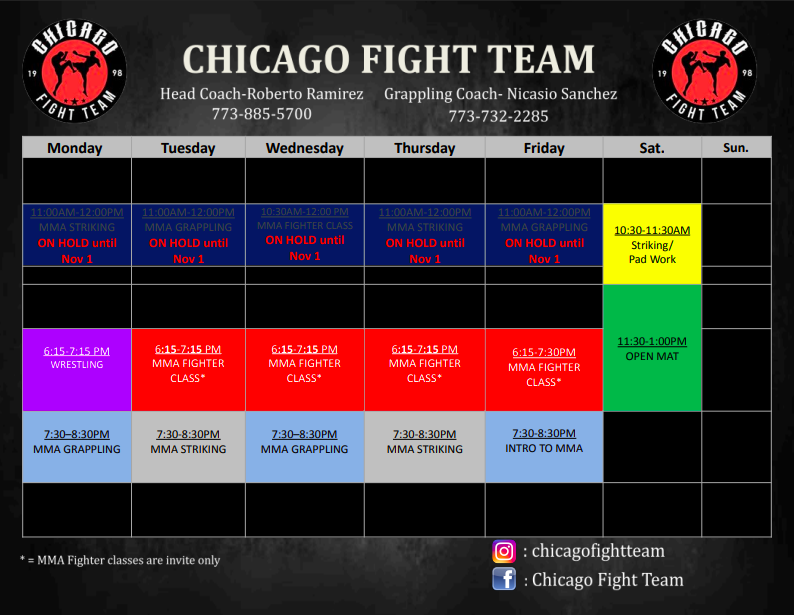 CHICAGO
19 98
FIGHT TEAM
CHICAGO FIGHT TEAM
Head Coach-Roberto Ramirez
773-885-5700
Grappling Coach- Nicasio Sanchez
773-732-2285
CHICAGO
19 98
FIGHT TEAM
Monday Tuesday Wednesday Thursday Friday Sat. Sun.
11:00AM-12:00PM
MMA STRIKING
ON HOLD until
Nov 1
11:00AM-12:00PM
MMA GRAPPLING
ON HOLD until
Nov 1
10:30AM-12:00 PM
MMA FIGHTER CLASS
ON HOLD until
Nov 1
11:00AM-12:00PM
MMA STRIKING
ON HOLD until
Nov 1
11:00AM-12:00PM
MMA GRAPPLING
ON HOLD until
Nov 1
10:30-11:30AM
Striking/
Pad Work
11:30-1:00PM
OPEN MAT
6:15-7:15 PM
WRESTLING
6:15-7:15 PM
MMA FIGHTER
CLASS*
6:15-7:15 PM
MMA FIGHTER
CLASS*
6:15-7:15 PM
MMA FIGHTER
CLASS*
6:15-7:30PM
MMA FIGHTER
CLASS*
7:30–8:30PM
MMA GRAPPLING
7:30-8:30PM
MMA STRIKING
7:30–8:30PM
MMA GRAPPLING
7:30-8:30PM
MMA STRIKING
7:30-8:30PM
INTRO TO MMA
* = MMA Fighter classes are invite only
: chicagofightteam
: Chicago Fight Team